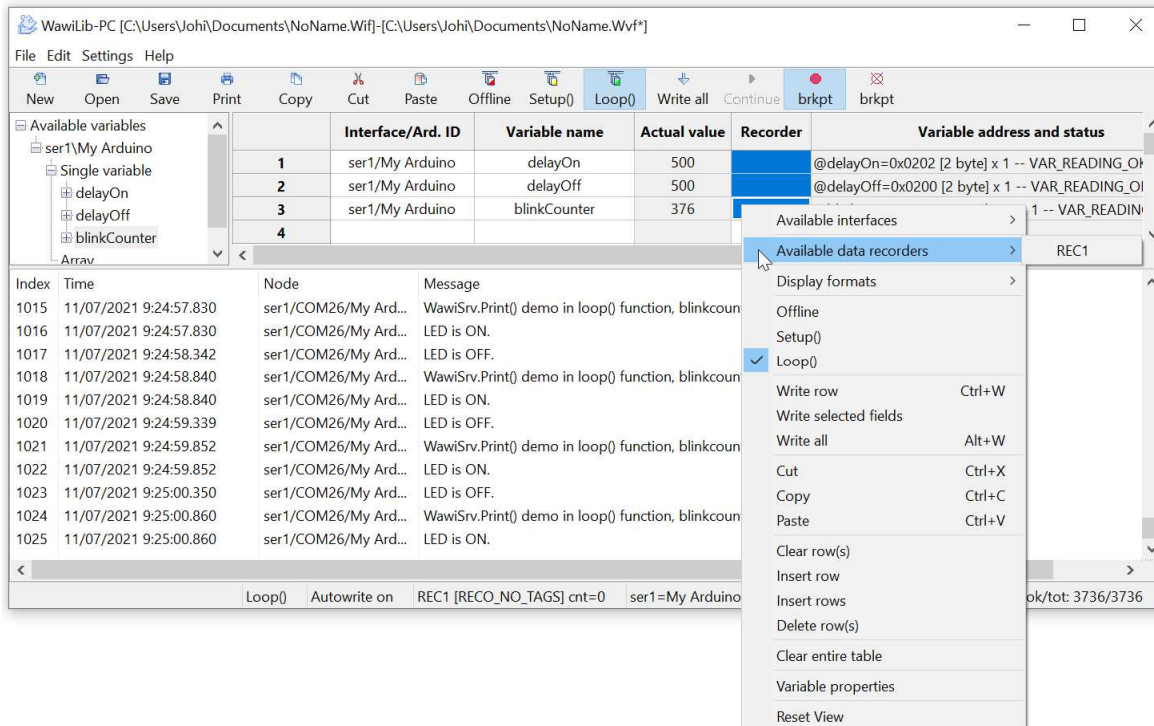 WawiLib-PC [C:\Users\Johi\Documents\NoName.Wif]-[C:\Users\Johi\Documents\NoName.Wvf*]
File Edit Settings Help
New Open Save Print Copy Cut Paste Offline Setup() Loop() Write all Continue brkpt brkpt
Available variables
ser1\My Arduino
Single variable
delayOn
delayOff
blinkCounter
Array
Interface/Ard. ID Variable name Actual value Recorder Variable address and status
1 ser1/My Arduino delayOn 500 @delayOn=0x0202 [2 byte] x 1 -- VAR_READING_OK
2 ser1/My Arduino delayOff 500 @delayOff=0x0200 [2 byte] x 1 -- VAR_READING_O
3 ser1/My Arduino blinkCounter 376 1 -- VAR_READIN
4
Index Time Node Message
1015 11/07/2021 9:24:57.830 ser1/COM26/My Ard... WawiSrv.Print() demo in loop() function, blinkcoun
1016 11/07/2021 9:24:57.830 ser1/COM26/My Ard... LED is ON.
1017 11/07/2021 9:24:58.342 ser1/COM26/My Ard... LED is OFF.
1018 11/07/2021 9:24:58.840 ser1/COM26/My Ard... WawiSrv.Print() demo in loop() function, blinkcoun
1019 11/07/2021 9:24:58.840 ser1/COM26/My Ard... LED is ON.
1020 11/07/2021 9:24:59.339 ser1/COM26/My Ard... LED is OFF.
1021 11/07/2021 9:24:59.852 ser1/COM26/My Ard... WawiSrv.Print() demo in loop() function, blinkcoun
1022 11/07/2021 9:24:59.852 ser1/COM26/My Ard... LED is ON.
1023 11/07/2021 9:25:00.350 ser1/COM26/My Ard... LED is OFF.
1024 11/07/2021 9:25:00.860 ser1/COM26/My Ard... WawiSrv.Print() demo in loop() function, blinkcoun
1025 11/07/2021 9:25:00.860 ser1/COM26/My Ard... LED is ON.
Loop() Autowrite on REC1 [RECO_NO_TAGS] cnt=0 ser1=My Arduino ok/tot: 3736/3736
Available interfaces
Available data recorders
REC1
Display formats
Offline
Setup()
Loop()
Write row Ctrl+W
Write selected fields
Write all Alt+W
Cut Ctrl+X
Copy Ctrl+C
Paste Ctrl+V
Clear row(s)
Insert row
Insert rows
Delete row(s)
Clear entire table
Variable properties
Reset View